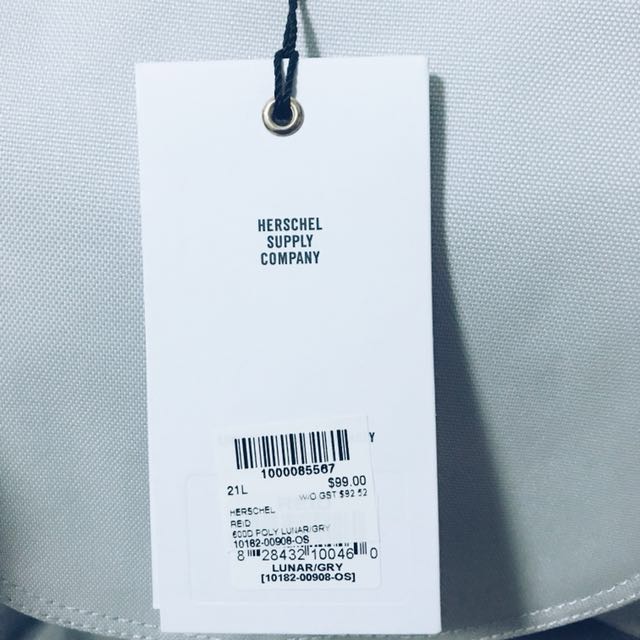 HERSCHEL
SUPPLY
COMPANY
Y
1000085567
21L $99.00
W/O GST $92.52
HERSCHEL
REID
600D POLY LUNAR/GRY
10182-00908-OS
8 28432 10046 0
LUNAR/GRY
[10182-00908-OS]